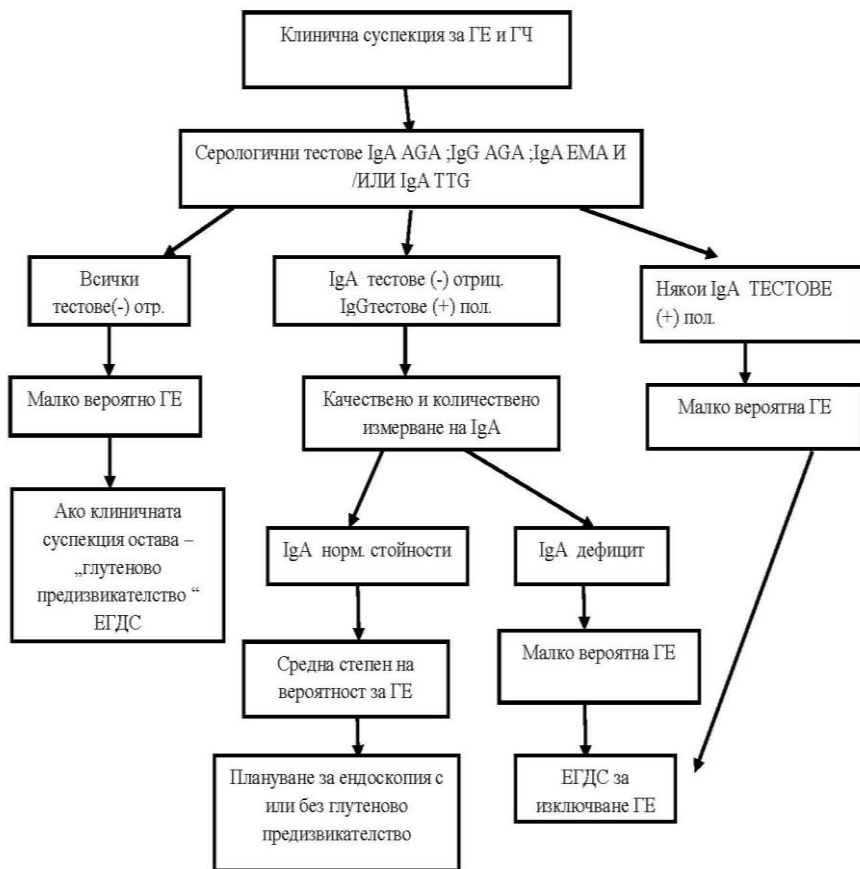 Клинична суспекция за ГЕ и ГЧ
Серологични тестове IgA AGA ;IgG AGA ;IgA EMA И
/ИЛИ IgA TTG
Всички
тестове(-) отр.
IgA тестове (-) отриц.
IgGтестове (+) пол.
Някои IgA ТЕСТОВЕ
(+) пол.
Малко вероятно ГЕ
Качествено и количествено
измерване на IgA
Малко вероятна ГЕ
Ако клиничната
суспекция остава –
„глутеново
предизвикателство “
ЕГДС
IgA норм. стойности
IgA дефицит
Средна степен на
вероятност за ГЕ
Малко вероятна ГЕ
Плануване за ендоскопия с
или без глутеново
предизвикателство
ЕГДС за
изключване ГЕ